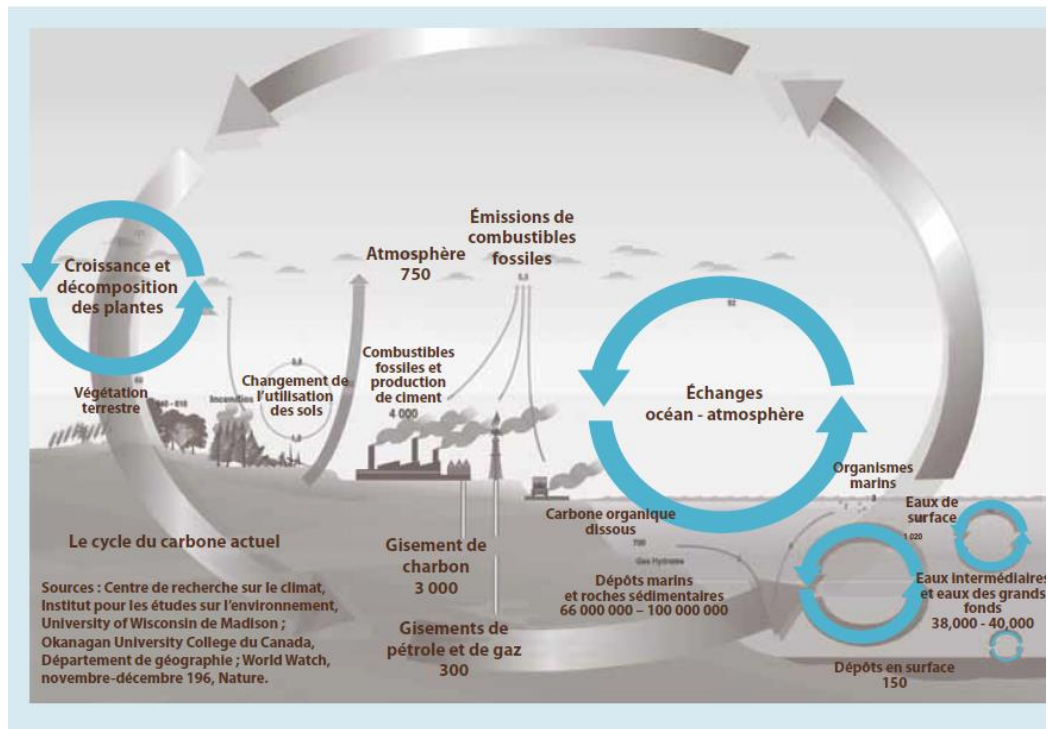 Émissions de
combustibles
fossiles
Atmosphère
750
5,5
Croissance et
décomposition
des plantes
92
Végétation
terrestre
Incendies
Changement de
l'utilisation
des sols
Combustibles
fossiles et
production
de ciment
4 000
Échanges
océan - atmosphère
Organismes
marins
3
Eaux de
surface
1 020
Carbone organique
dissous
700
Gas Hydrates
Le cycle du carbone actuel
Gisement de
charbon
3 000
Dépôts marins
et roches sédimentaires
66 000 000 – 100 000 000
Eaux intermédiaires
et eaux des grands
fonds
38,000 - 40,000
Sources : Centre de recherche sur le climat,
Institut pour les études sur l'environnement,
University of Wisconsin de Madison ;
Okanagan University College du Canada,
Département de géographie ; World Watch,
novembre-décembre 196, Nature.
Gisements de
pétrole et de gaz
300
Dépôts en surface
150